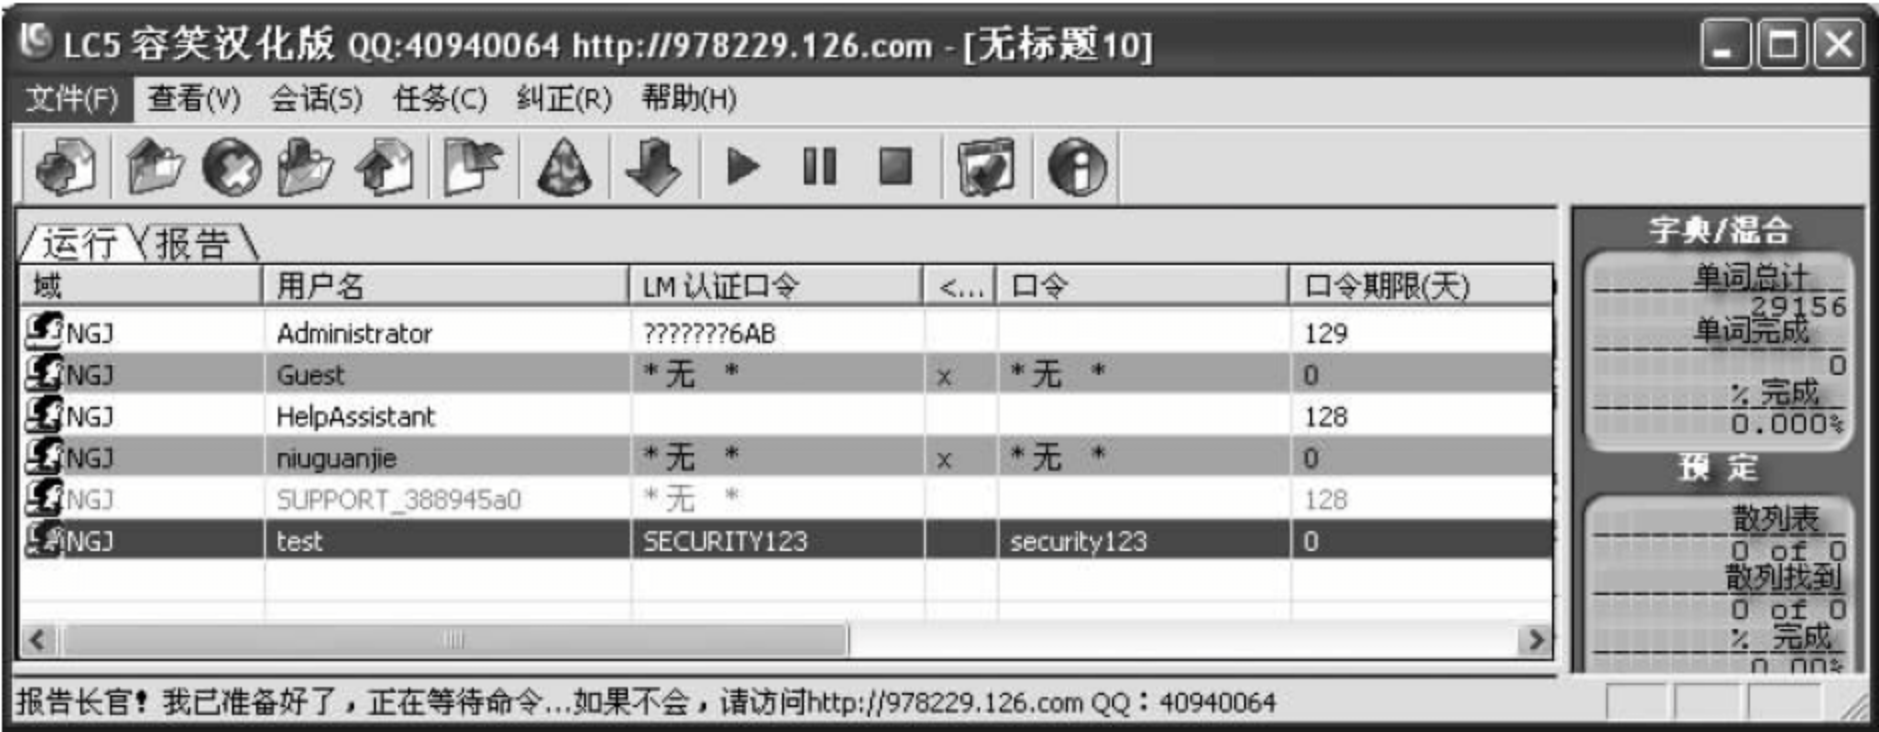 LC5 容笑汉化版 QQ:40940064 http://978229.126.com - [无标题10]
文件(F) 查看(V) 会话(S) 任务(C) 纠正(R) 帮助(H)
运行 报告
域 用户名 LM 认证口令 <... 口令 口令期限(天)
NGJ Administrator ???????6AB 129
NGJ Guest * 无 * x * 无 * 0
NGJ HelpAssistant 128
NGJ niuguanjie * 无 * x * 无 * 0
NGJ SUPPORT_388945a0 * 无 * 128
NGJ test SECURITY123 security123 0
字典/混合
单词总计
29156
单词完成
0
% 完成
0.000%
预 定
散列表
0 of 0
散列找到
0 of 0
% 完成
0.00%
报告长官！我已准备好了，正在等待命令...如果不会，请访问http://978229.126.com QQ：40940064